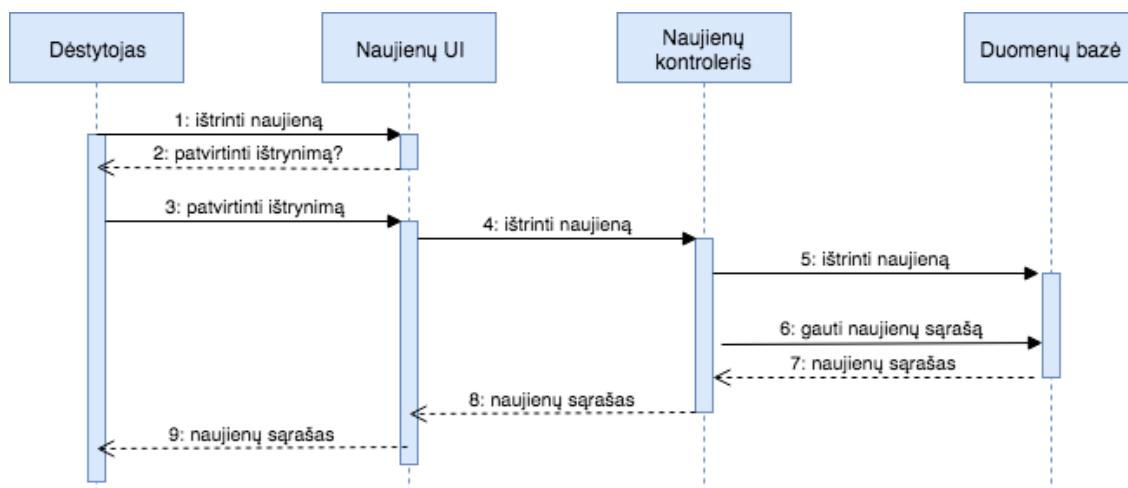 Dėstytojas
Naujienų UI
Naujienų
kontroleris
Duomenų bazė
1: ištrinti naujieną
2: patvirtinti ištrynimą?
3: patvirtinti ištrynimą
4: ištrinti naujieną
5: ištrinti naujieną
6: gauti naujienų sąrašą
7: naujienų sąrašas
8: naujienų sąrašas
9: naujienų sąrašas